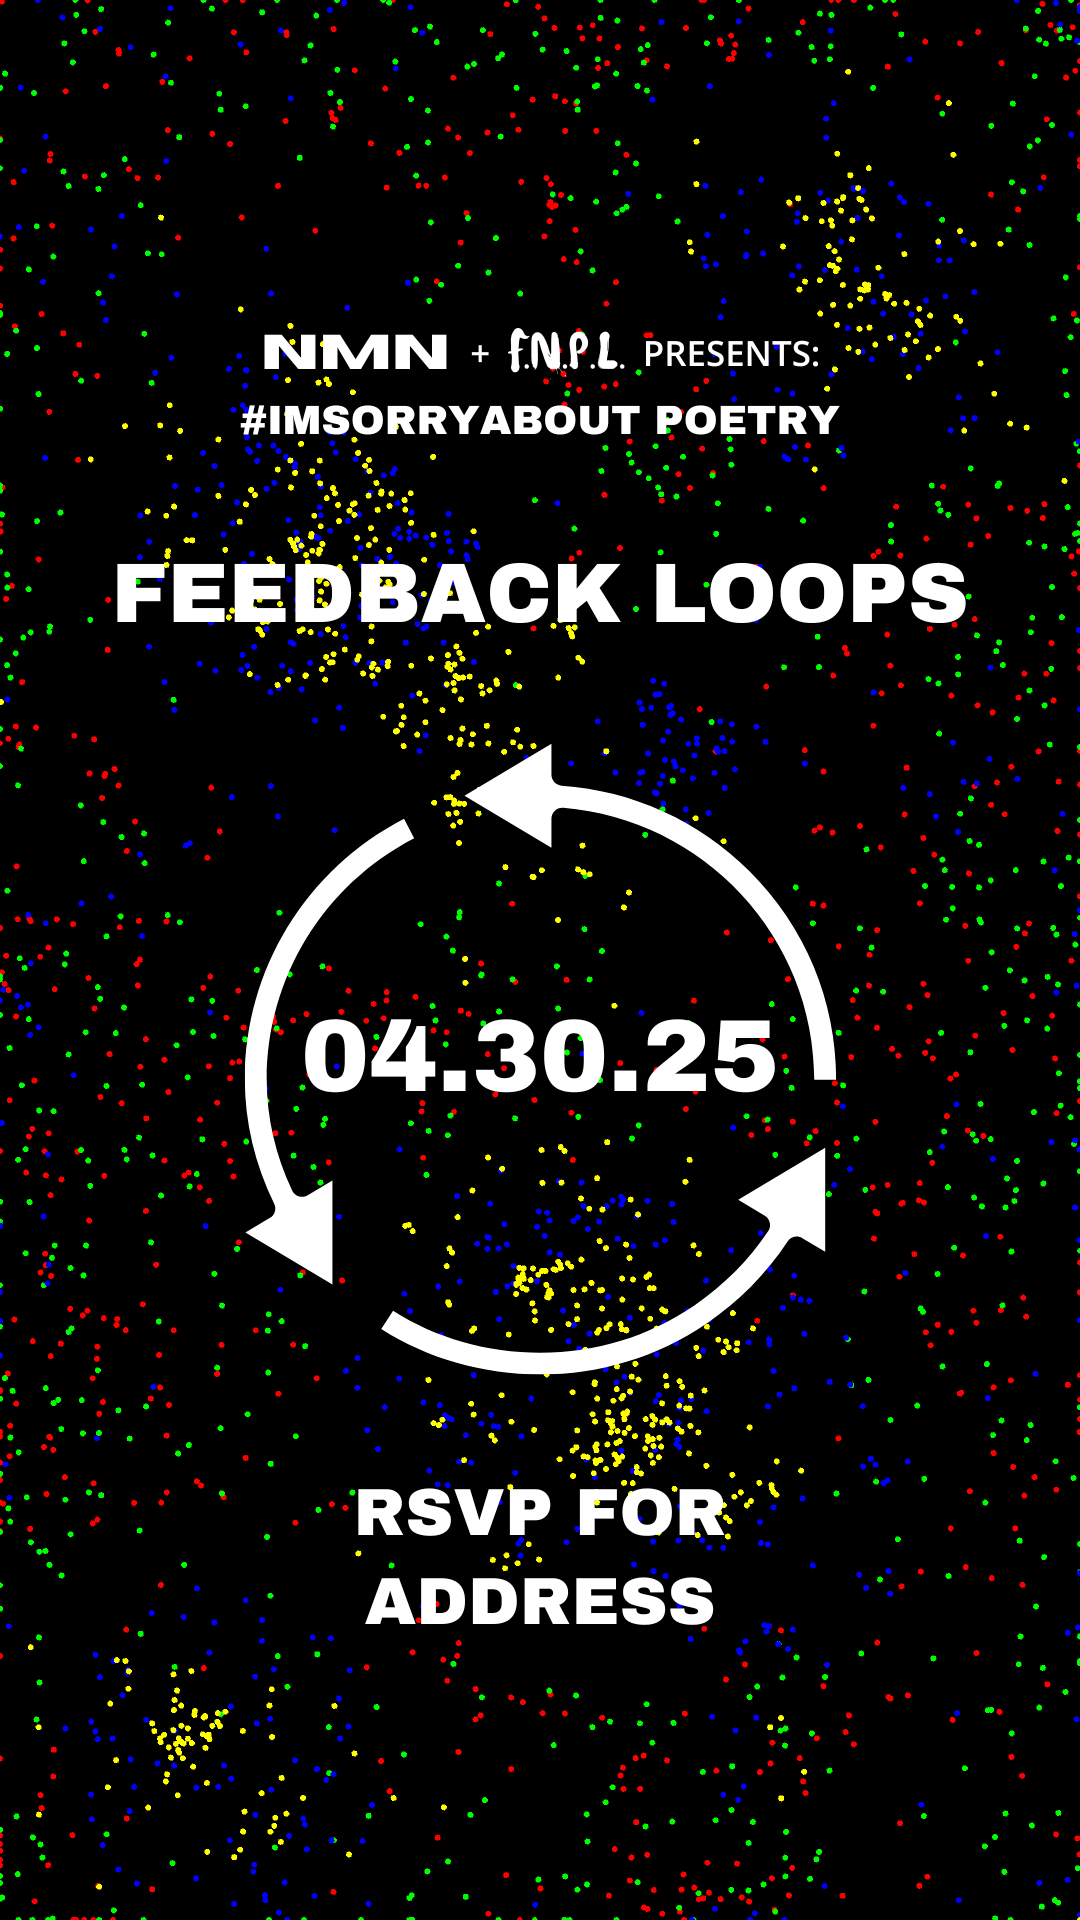 NMN + F.N.P.L. PRESENTS:
#IMSORRYABOUT POETRY
FEEDBACK LOOPS
04.30.25
RSVP FOR
ADDRESS